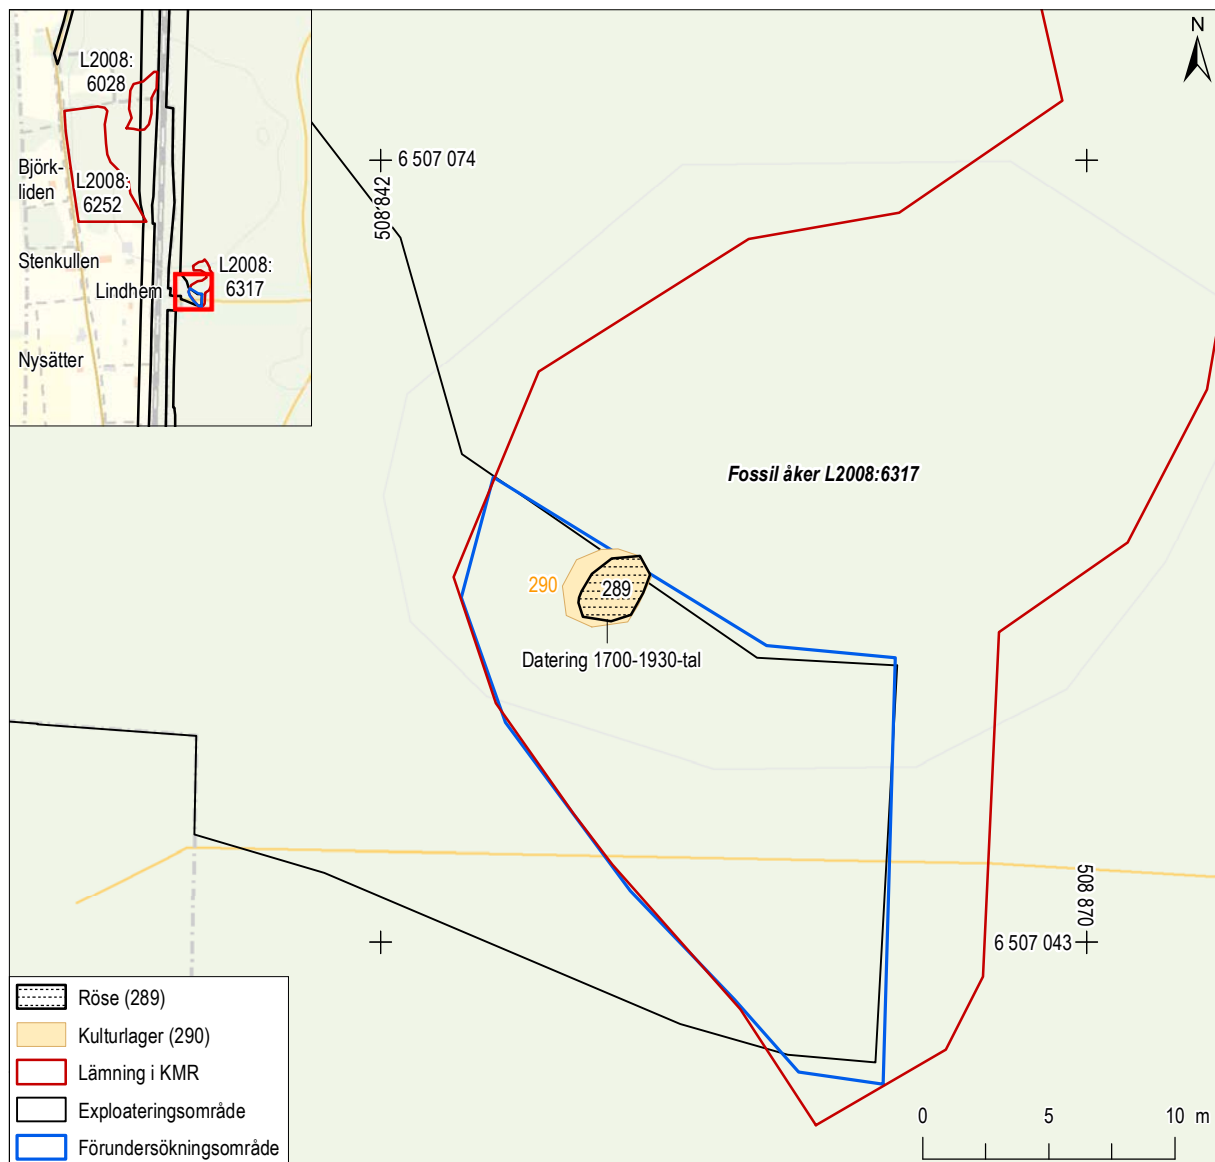 N
L2008:
6028
Björk-
liden
L2008:
6252
Stenkullen
L2008:
6317
Lindhem
Nysätter
6 507 074
508'842
Fossil åker L2008:6317
290
289
Datering 1700-1930-tal
508 870
6 507 043
Röse (289)
Kulturlager (290)
Lämning i KMR
Exploateringsområde
Förundersökningsområde
0 5 10 m